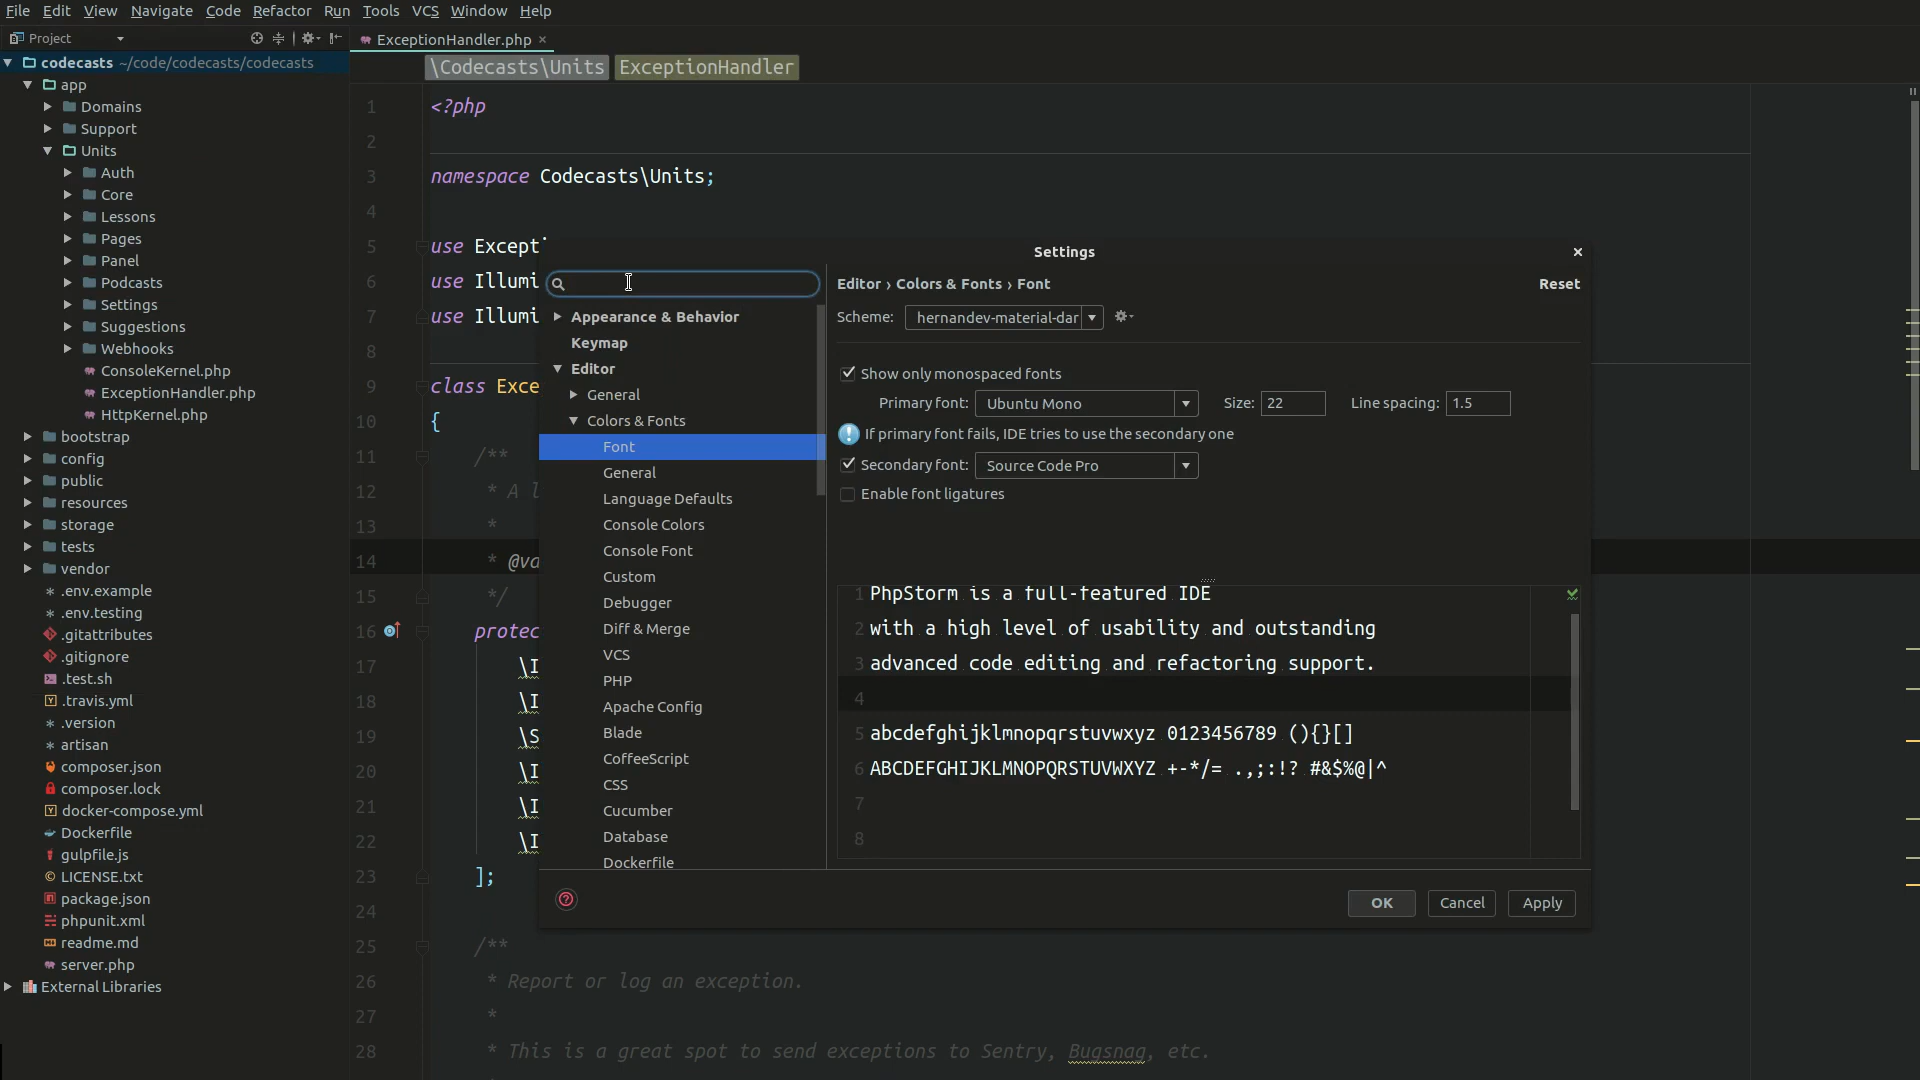 File Edit View Navigate Code Refactor Run Tools VCS Window Help
Project
ExceptionHandler.php
codecasts ~/code/codecasts/codecasts
app
Domains
Support
Units
Auth
Core
Lessons
Pages
Panel
Podcasts
Settings
Suggestions
Webhooks
ConsoleKernel.php
ExceptionHandler.php
HttpKernel.php
bootstrap
config
public
resources
storage
tests
vendor
.env.example
.env.testing
.gitattributes
.gitignore
.test.sh
.travis.yml
.version
artisan
composer.json
composer.lock
docker-compose.yml
Dockerfile
gulpfile.js
LICENSE.txt
package.json
phpunit.xml
readme.md
server.php
External Libraries
\Codecasts\Units ExceptionHandler
1 <?php
2
3 namespace Codecasts\Units;
4
5 use Excepti
6 use Illumi
7 use Illumi
8
9 class Exce
10 {
11 /**
12 * A l
13 *
14 * @va
15 */
16 protec
17 \I
18 \I
19 \S
20 \I
21 \I
22 \I
23 ];
24
25 /**
26 * Report or log an exception.
27 *
28 * This is a great spot to send exceptions to Sentry, Bugsnag, etc.
Settings
Appearance & Behavior
Keymap
Editor
General
Colors & Fonts
Font
General
Language Defaults
Console Colors
Console Font
Custom
Debugger
Diff & Merge
VCS
PHP
Apache Config
Blade
CoffeeScript
CSS
Cucumber
Database
Dockerfile
Editor › Colors & Fonts › Font Reset
Scheme: hernandev-material-dar
Show only monospaced fonts
Primary font: Ubuntu Mono Size: 22 Line spacing: 1.5
If primary font fails, IDE tries to use the secondary one
Secondary font: Source Code Pro
Enable font ligatures
1 PhpStorm is a full-featured IDE
2 with a high level of usability and outstanding
3 advanced code editing and refactoring support.
4
5 abcdefghijklmnopqrstuvwxyz 0123456789 (){}[]
6 ABCDEFGHIJKLMNOPQRSTUVWXYZ +-*/= .,;:!? #&$%@|^
7
8
OK Cancel Apply